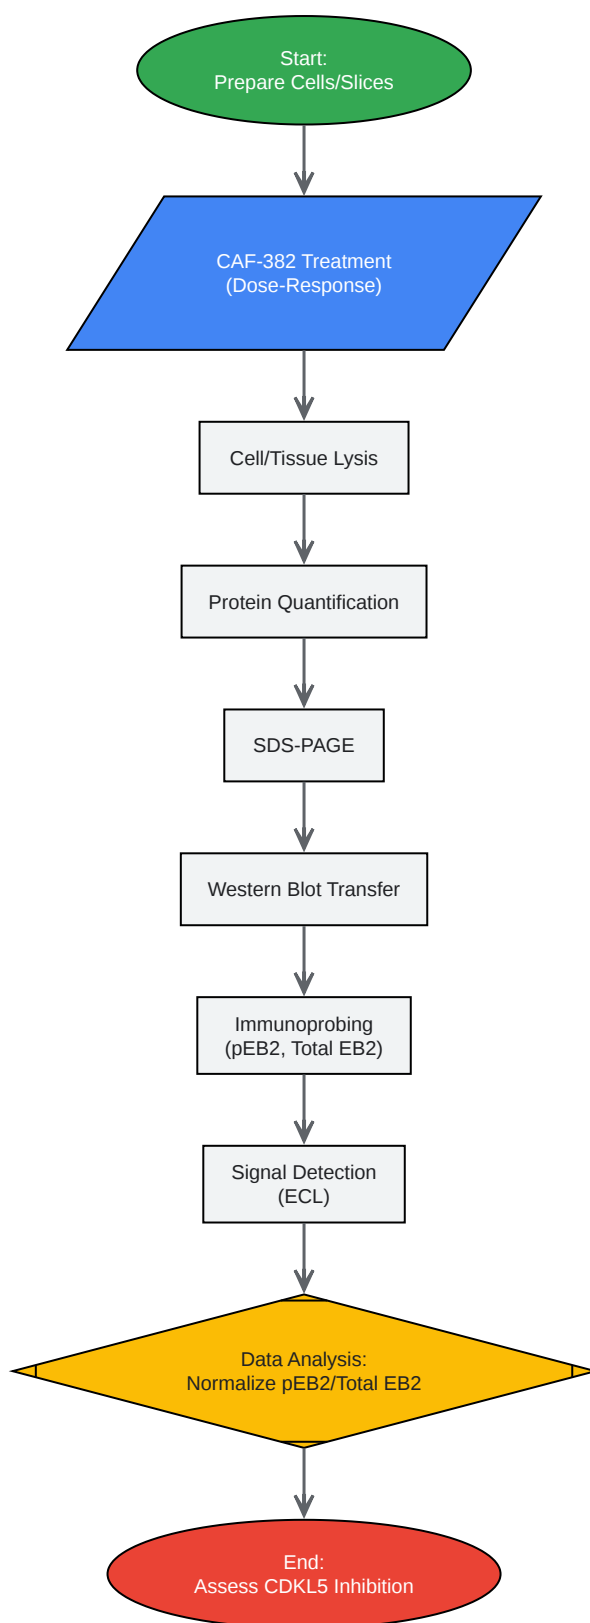 Start:
Prepare Cells/Slices
CAF-382 Treatment
(Dose-Response)
Cell/Tissue Lysis
Protein Quantification
SDS-PAGE
Western Blot Transfer
Immunoprobing
(pEB2, Total EB2)
Signal Detection
(ECL)
Data Analysis:
Normalize pEB2/Total EB2
End:
Assess CDKL5 Inhibition